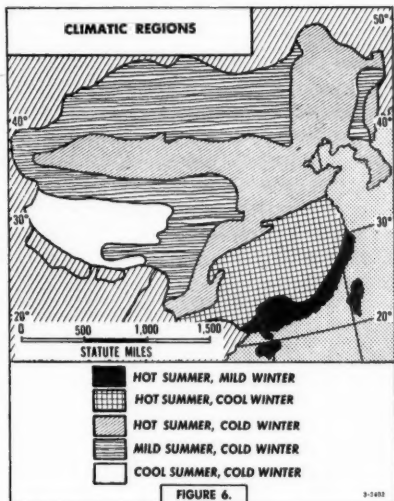 CLIMATIC REGIONS
50°
40°
40°
30°
30°
20°
20°
0 500 1,000 1,500
STATUTE MILES
HOT SUMMER, MILD WINTER
HOT SUMMER, COOL WINTER
HOT SUMMER, COLD WINTER
MILD SUMMER, COLD WINTER
COOL SUMMER, COLD WINTER
FIGURE 6.